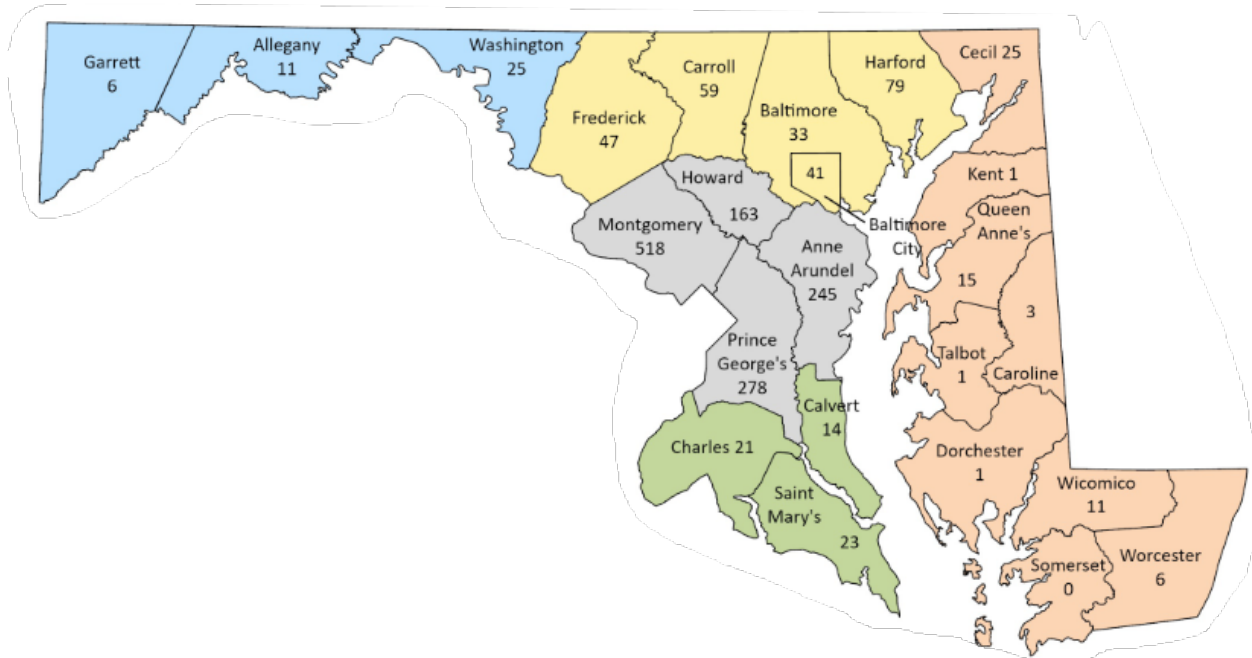 Garrett
6
Allegany
11
Washington
25
Frederick
47
Carroll
59
Baltimore
33
41
Baltimore
City
Harford
79
Cecil 25
Kent 1
Queen
Anne's
15
3
Caroline
Talbot
1
Howard
163
Montgomery
518
Anne
Arundel
245
Prince
George's
278
Calvert
14
Charles 21
Saint
Mary's
23
Dorchester
1
Wicomico
11
Somerset
0
Worcester
6